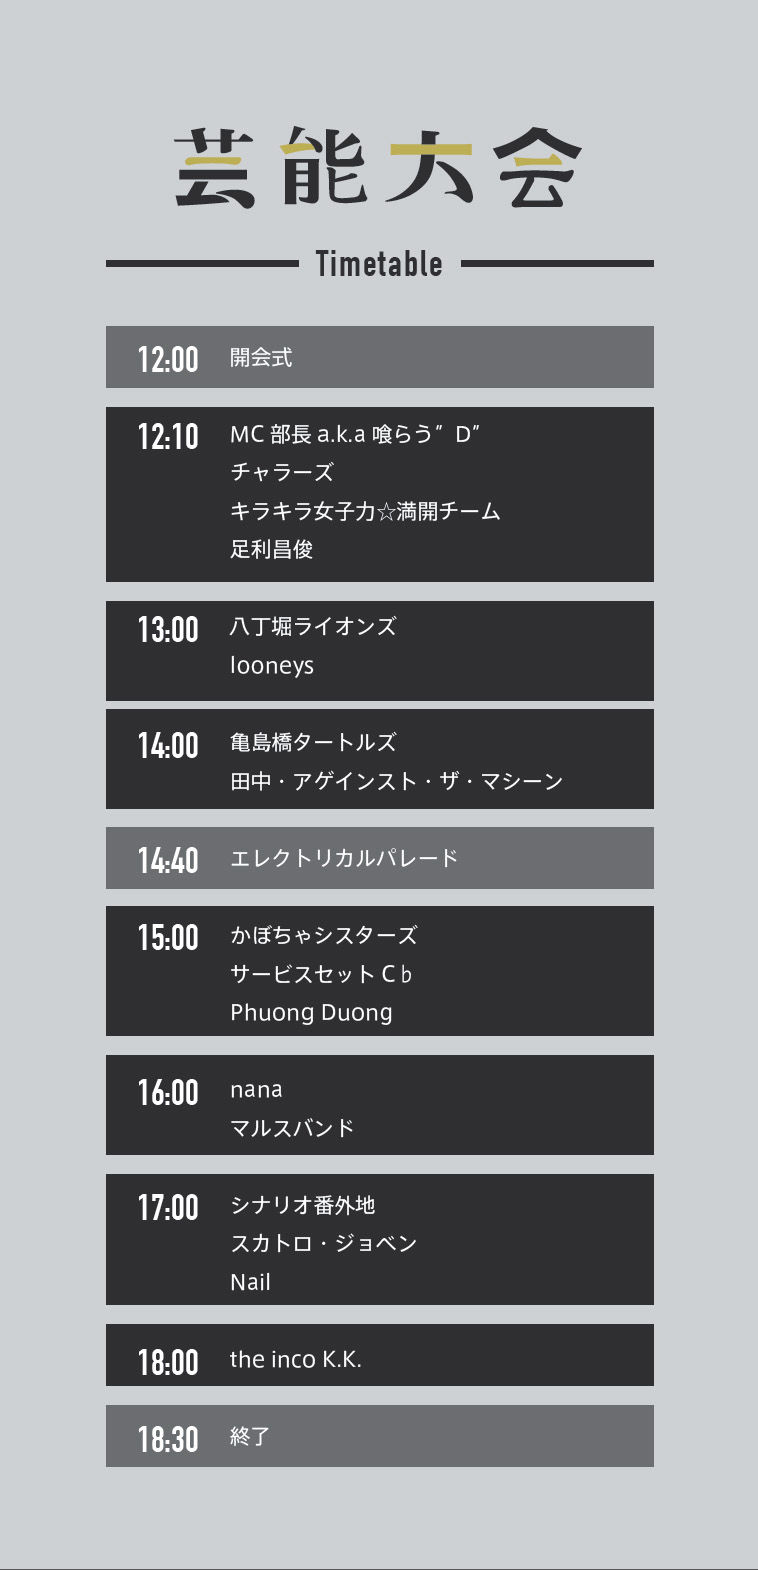 芸能大会
Timetable
12:00 開会式
12:10 MC 部長 a.k.a 喰らう”D”
チャラーズ
キラキラ女子力☆満開チーム
足利昌俊
13:00 八丁堀ライオンズ
looneys
14:00 亀島橋タートルズ
田中・アゲインスト・ザ・マシーン
14:40 エレクトリカルパレード
15:00 かぼちゃシスターズ
サービスセット C♭
Phuong Duong
16:00 nana
マルスバンド
17:00 シナリオ番外地
スカトロ・ジョベン
Nail
18:00 the inco K.K.
18:30 終了